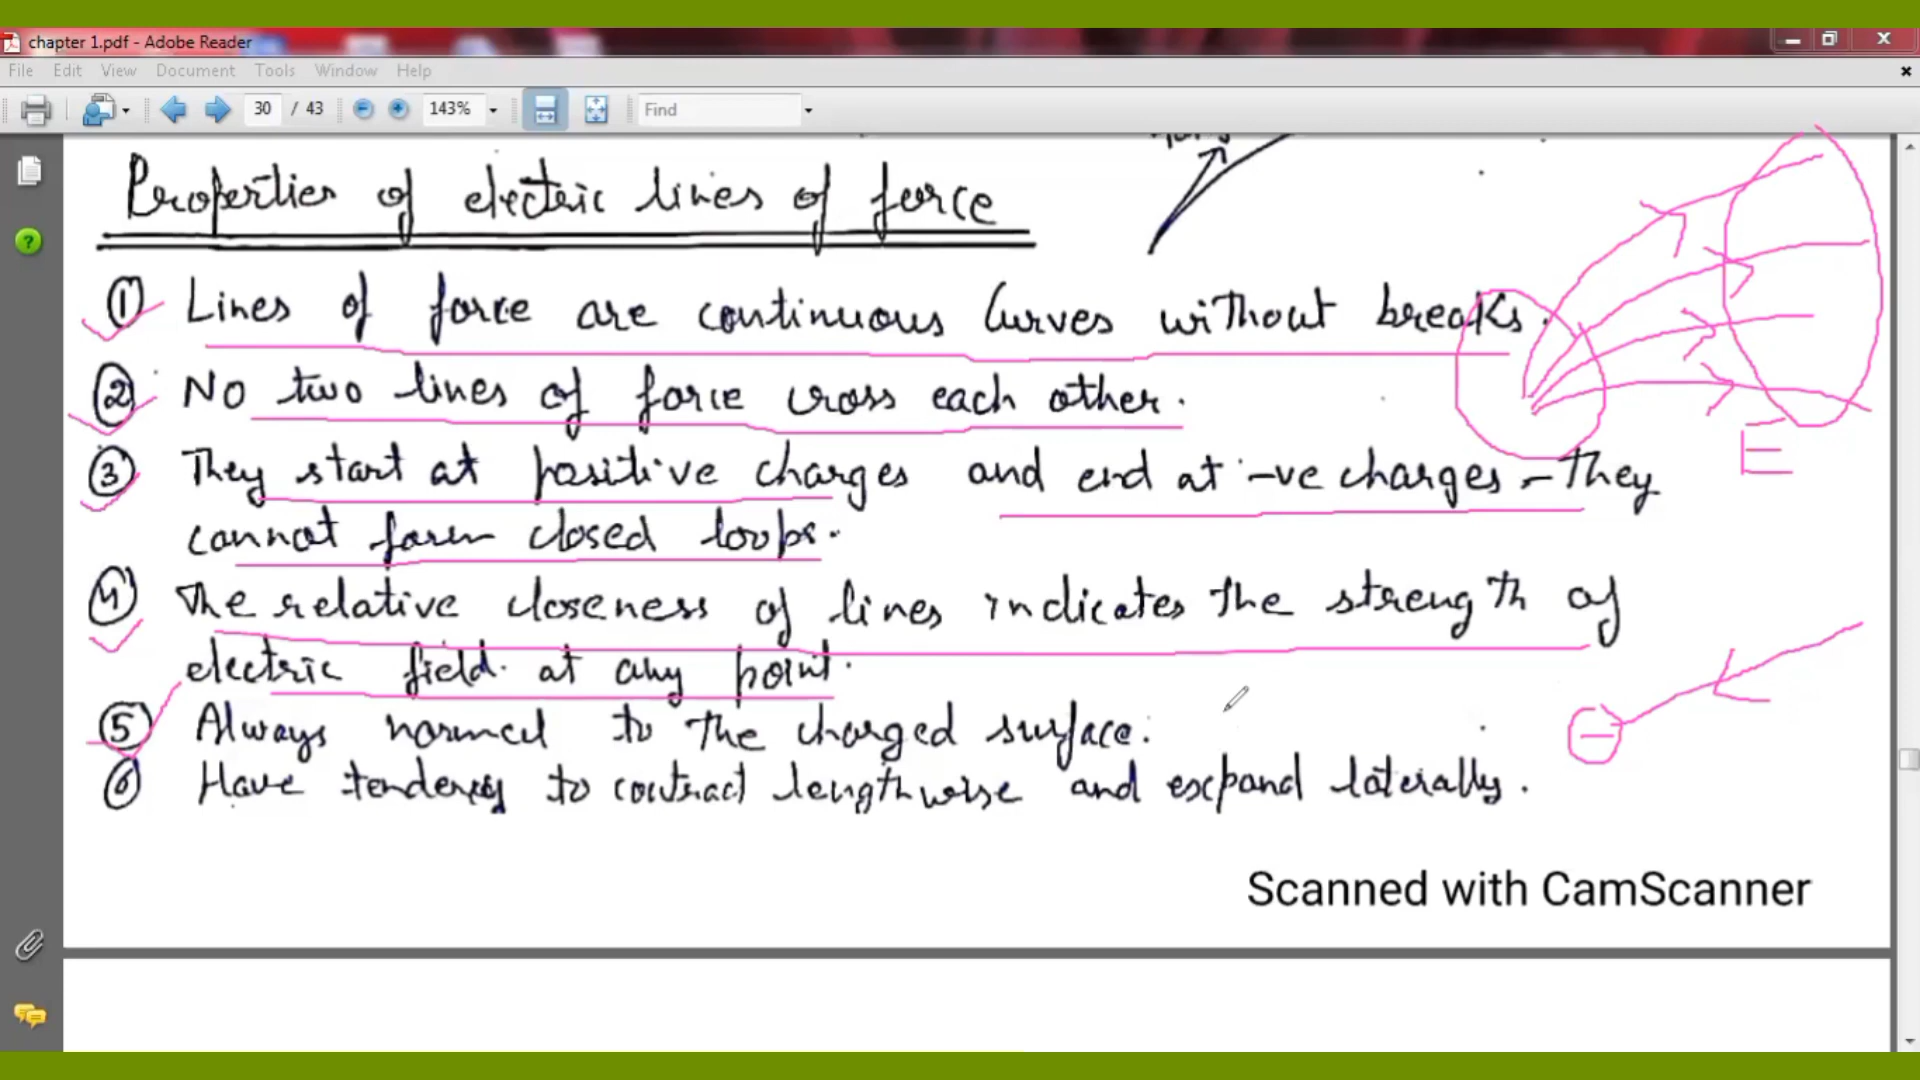 chapter 1.pdf - Adobe Reader
File Edit View Document Tools Window Help
30 / 43 143% Find
Properties of electric lines of force
① Lines of force are continuous Curves without breaks.
② No two lines of force cross each other.
③ They start at positive charges and end at -ve charges - They
cannot form closed loops.
④ The relative closeness of lines indicates the strength of
electric field at any point.
⑤ Always normal to the charged surface.
⑥ Have tendency to contract lengthwise and expand laterally.
E
Scanned with CamScanner